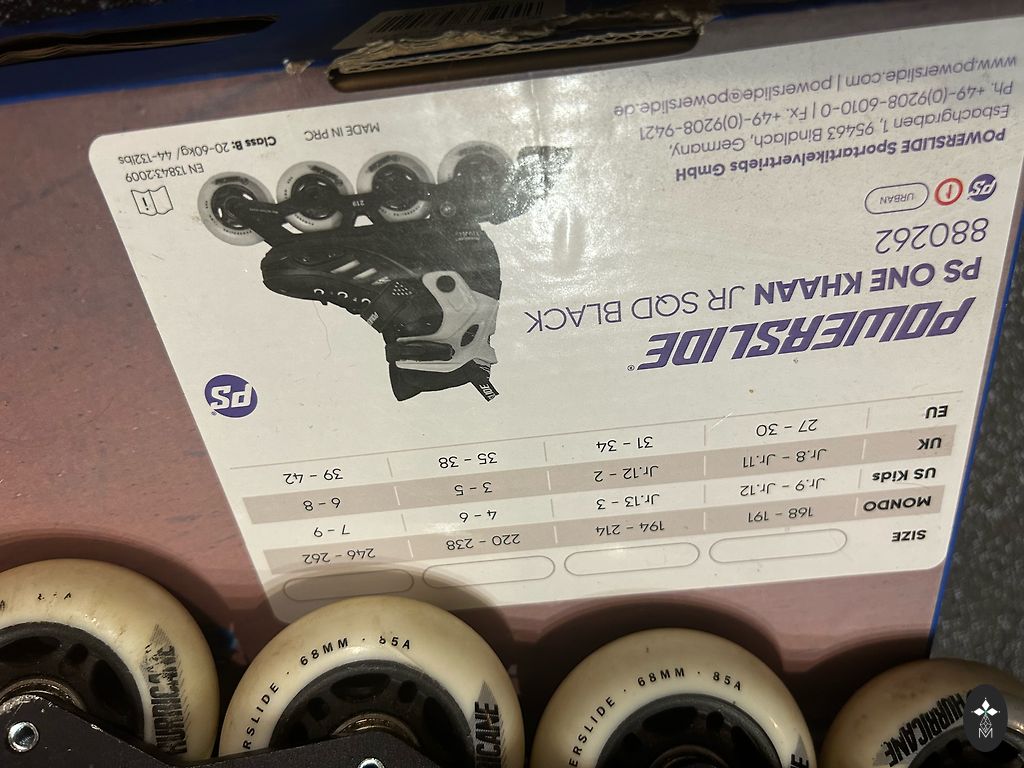 SIZE
MONDO 168 - 191 194 - 214 220 - 238 246 - 262
US Kids Jr.9 - Jr.12 Jr.13 - 3 4 - 6 7 - 9
UK Jr.8 - Jr.11 Jr.12 - 2 3 - 5 6 - 8
EU 27 - 30 31 - 34 35 - 38 39 - 42
PS
POWERSLIDE®
PS ONE KHAAN JR SQD BLACK
880262
PS URBAN
POWERSLIDE Sportartikelvertriebs GmbH
Esbachgraben 1, 95463 Bindlach, Germany,
Ph. +49-(0)9208-6010-0 | Fx. +49-(0)9208-9421
www.powerslide.com | powerslide@powerslide.de
219
EN 13843:2009
Class B: 20-60kg/ 44-132lbs
MADE IN PRC
HURRICANE
ERSLIDE · 68MM · 85A
ICANE
ERSLIDE · 68MM · 85A
HURRICANE